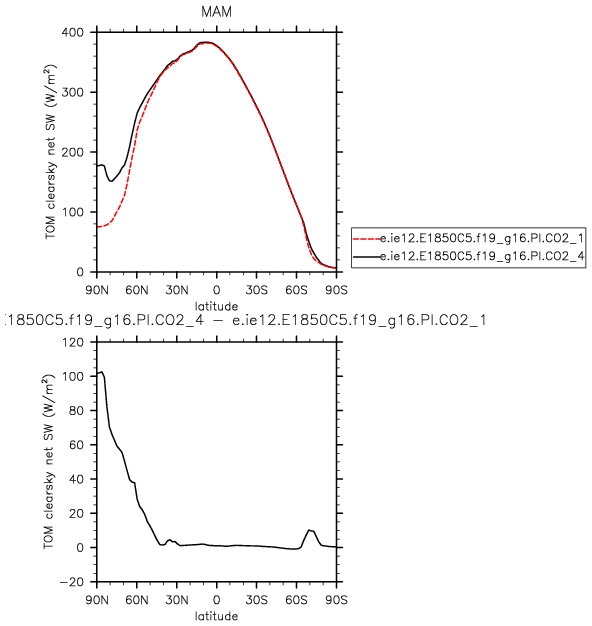 MAM
400
300
200
100
0
TOM clearsky net SW (W/m²)
90N 60N 30N 0 30S 60S 90S
latitude
e.ie12.E1850C5.f19_g16.PI.CO2_1
e.ie12.E1850C5.f19_g16.PI.CO2_4
:.1850C5.f19_g16.PI.CO2_4 − e.ie12.E1850C5.f19_g16.PI.CO2_1
120
100
80
60
40
20
0
−20
TOM clearsky net SW (W/m²)
90N 60N 30N 0 30S 60S 90S
latitude